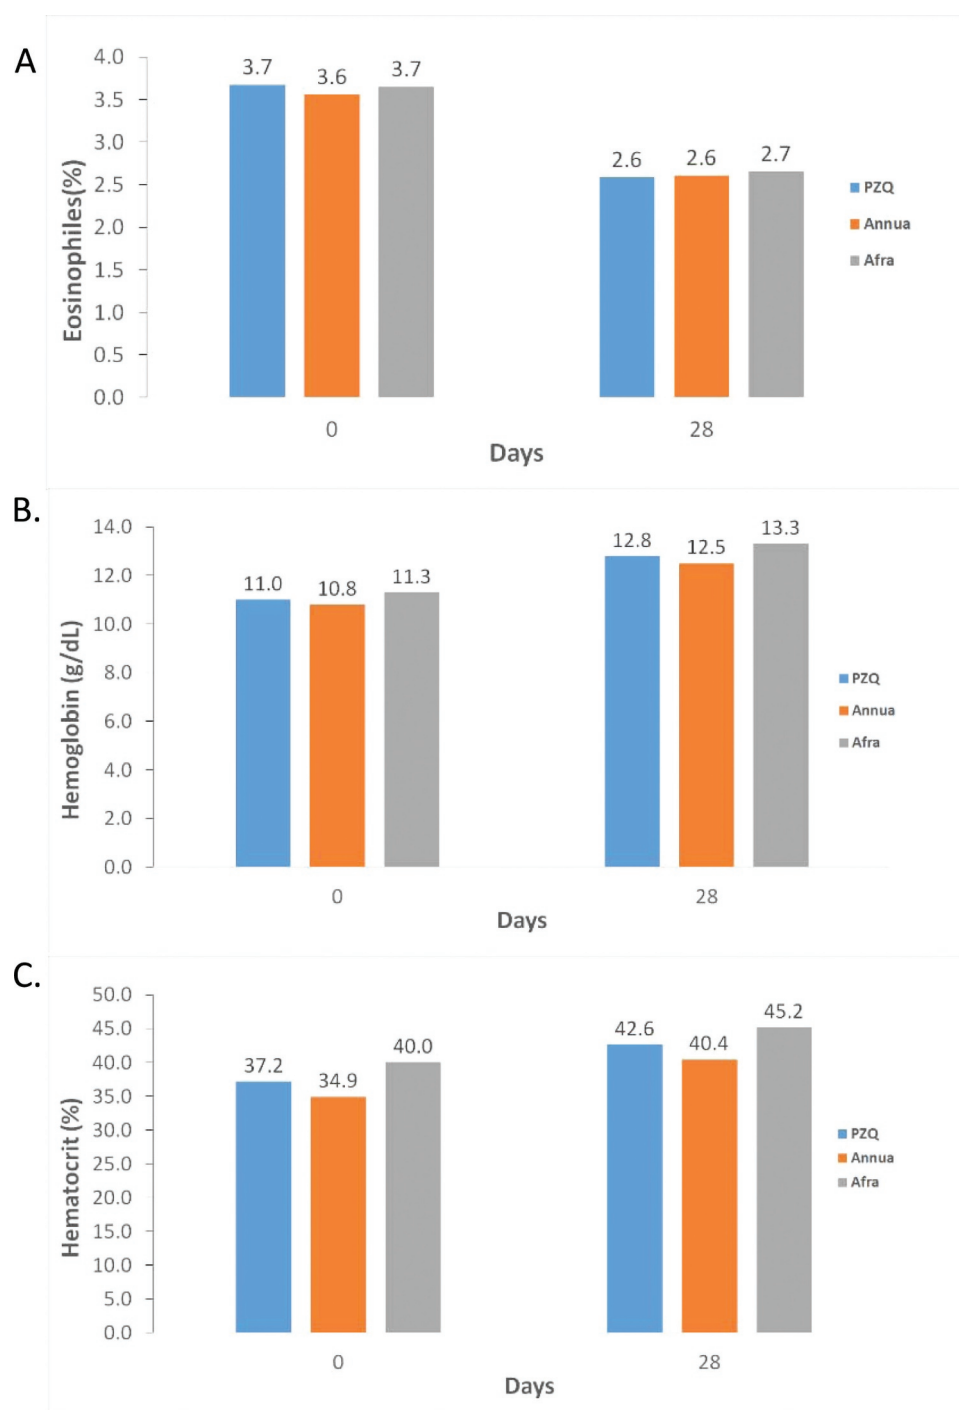 A
4.0
3.5
3.0
2.5
2.0
1.5
1.0
0.5
0.0
Eosinophiles(%)
3.7
3.6
3.7
2.6
2.6
2.7
0
28
Days
PZQ
Annua
Afra
B.
14.0
12.0
10.0
8.0
6.0
4.0
2.0
0.0
Hemoglobin (g/dL)
11.0
10.8
11.3
12.8
12.5
13.3
0
28
Days
PZQ
Annua
Afra
C.
50.0
45.0
40.0
35.0
30.0
25.0
20.0
15.0
10.0
5.0
0.0
Hematocrit (%)
37.2
34.9
40.0
42.6
40.4
45.2
0
28
Days
PZQ
Annua
Afra